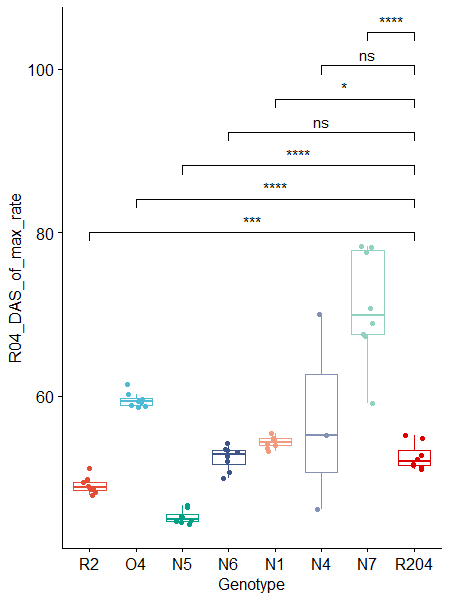 ****
ns
*
ns
****
****
***
100
80
60
R04_DAS_of_max_rate
R2 O4 N5 N6 N1 N4 N7 R204
Genotype